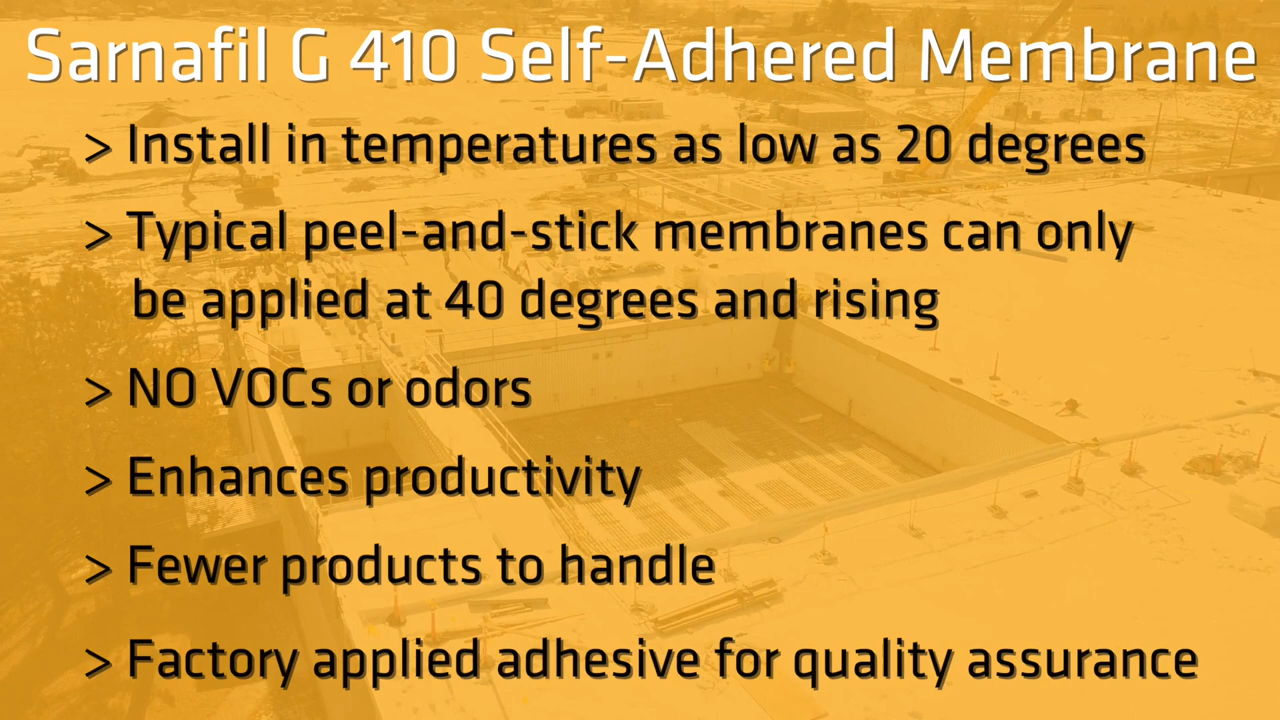 Sarnafil G 410 Self-Adhered Membrane
> Install in temperatures as low as 20 degrees
> Typical peel-and-stick membranes can only
be applied at 40 degrees and rising
> NO VOCs or odors
> Enhances productivity
> Fewer products to handle
> Factory applied adhesive for quality assurance